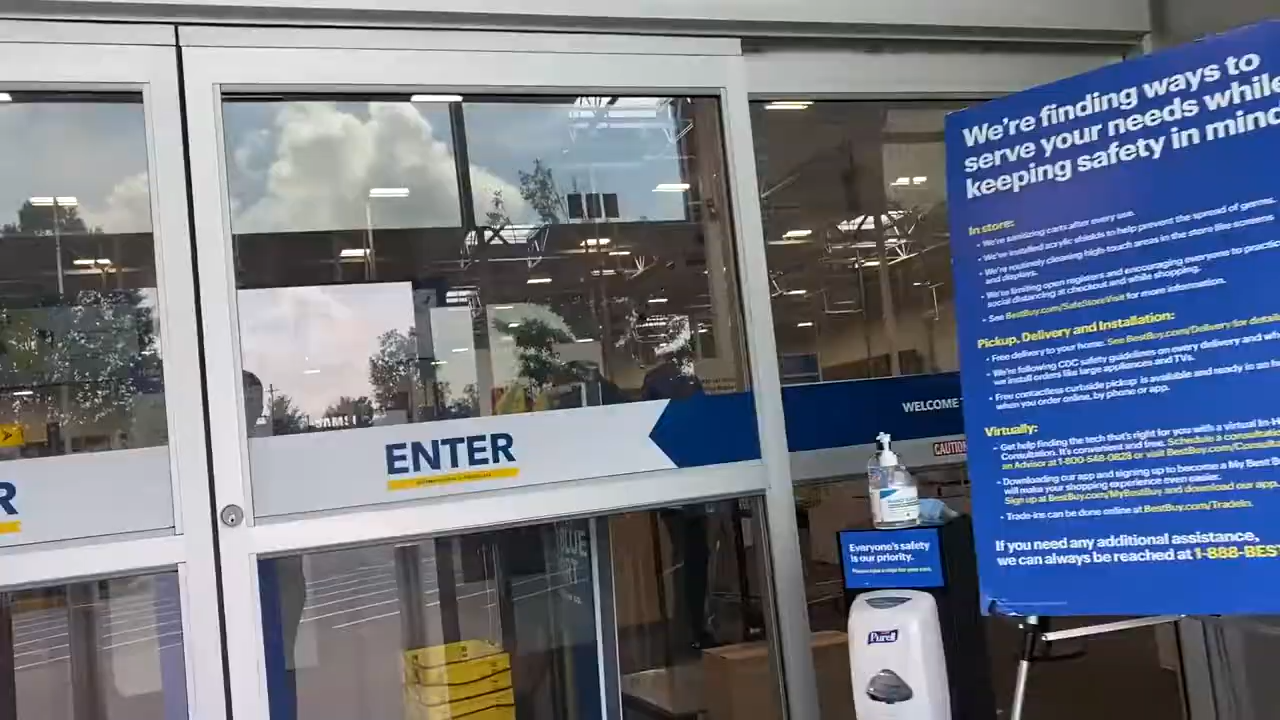 We're finding ways to
serve your needs while
keeping safety in mind
In store:
• We're sanitizing carts after every use.
• We've installed acrylic shields to help prevent the spread of germs.
• We're routinely cleaning high-touch areas in the store like screens
and displays.
• We're limiting open registers and encouraging everyone to practic
social distancing at checkout and while shopping.
• See BestBuy.com/SafeStoreVisit for more information.
Pickup, Delivery and Installation:
• Free delivery to your home. See BestBuy.com/Delivery for detail
• We're following CDC safety guidelines on every delivery and
we install orders like large appliances and TVs.
• Free contactless curbside pickup is available and ready in
when you order online, by phone or app.
Virtually:
• Get help finding the tech that's right for you with a virtual In-H
Consultation. It's convenient and free. Schedule a consulta
an Advisor at 1-800-548-0828 or visit BestBuy.com/Consult
• Downloading our app and signing up to become a My Best B
will make your shopping experience even easier.
Sign up at BestBuy.com/MyBestBuy and download our app.
• Trade-ins can be done online at BestBuy.com/TradeIn.
If you need any additional assistance,
we can always be reached at 1-888-BES
R
ENTER
WELCOME
CAUTION
SAMSU
Everyone's safety
is our priority.
Purell